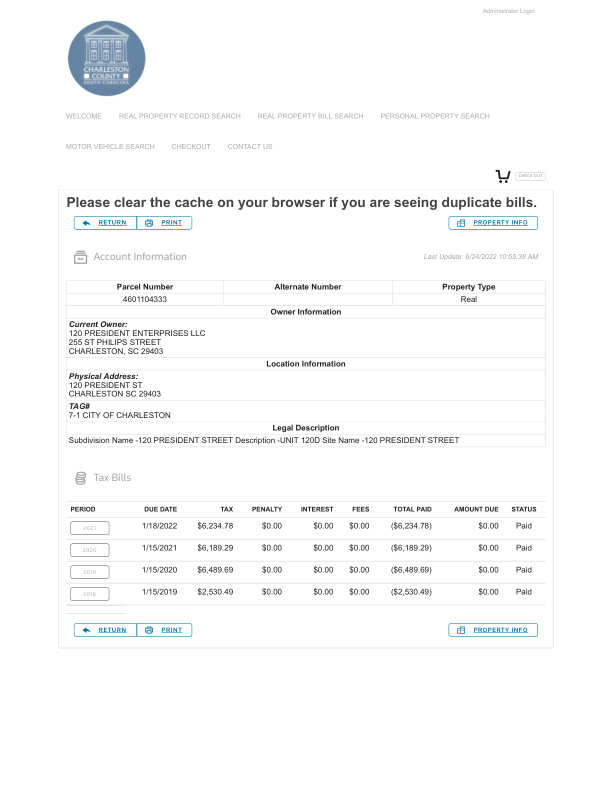 Administrator Login
CHARLESTON
COUNTY
SOUTH CAROLINA
WELCOME REAL PROPERTY RECORD SEARCH REAL PROPERTY BILL SEARCH PERSONAL PROPERTY SEARCH
MOTOR VEHICLE SEARCH CHECKOUT CONTACT US
CHECK OUT
Please clear the cache on your browser if you are seeing duplicate bills.
RETURN PRINT PROPERTY INFO
Account Information Last Update: 6/24/2022 10:55:38 AM
Parcel Number Alternate Number Property Type
4601104333 Real
Owner Information
Current Owner:
120 PRESIDENT ENTERPRISES LLC
255 ST PHILIPS STREET
CHARLESTON, SC 29403
Location Information
Physical Address:
120 PRESIDENT ST
CHARLESTON SC 29403
TAG#
7-1 CITY OF CHARLESTON
Legal Description
Subdivision Name -120 PRESIDENT STREET Description -UNIT 120D Site Name -120 PRESIDENT STREET
Tax Bills
PERIOD DUE DATE TAX PENALTY INTEREST FEES TOTAL PAID AMOUNT DUE STATUS
2021 1/18/2022 $6,234.78 $0.00 $0.00 $0.00 ($6,234.78) $0.00 Paid
2020 1/15/2021 $6,189.29 $0.00 $0.00 $0.00 ($6,189.29) $0.00 Paid
2019 1/15/2020 $6,489.69 $0.00 $0.00 $0.00 ($6,489.69) $0.00 Paid
2018 1/15/2019 $2,530.49 $0.00 $0.00 $0.00 ($2,530.49) $0.00 Paid
RETURN PRINT PROPERTY INFO